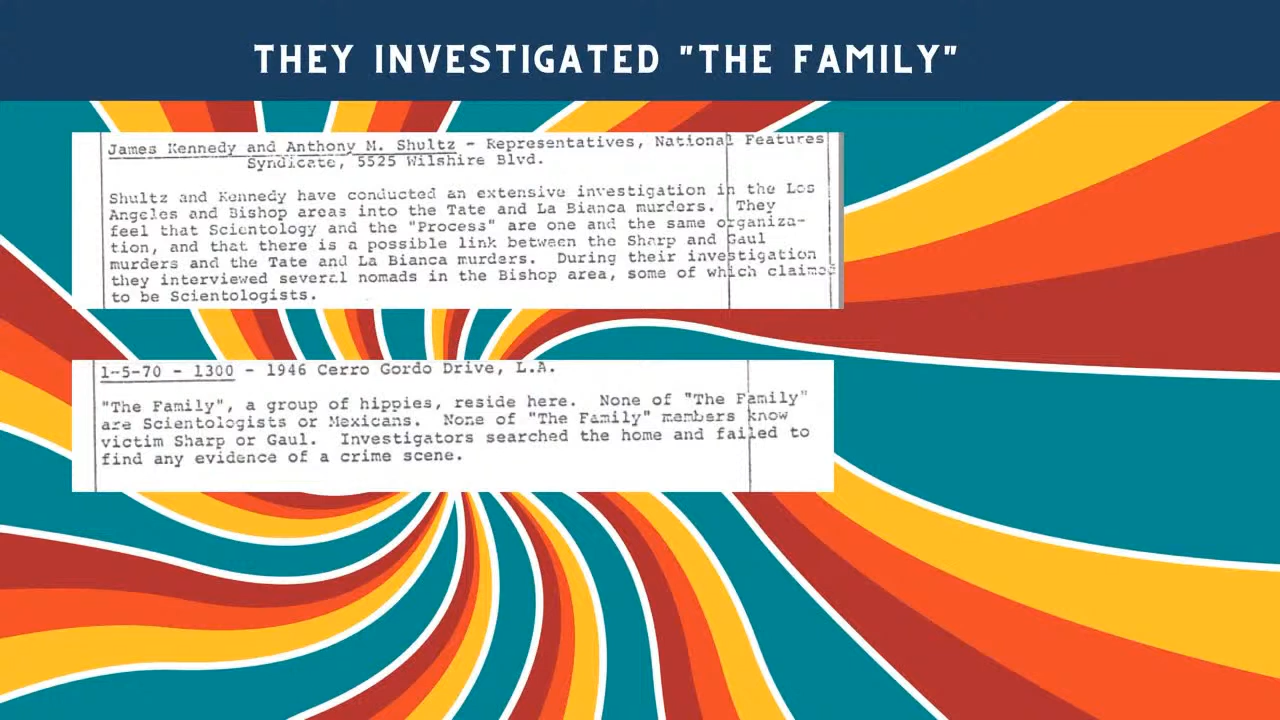 THEY INVESTIGATED "THE FAMILY"
James Kennedy and Anthony M. Shultz - Representatives, National Features
Syndicate, 5525 Wilshire Blvd.
Shultz and Kennedy have conducted an extensive investigation in the Los
Angeles and Bishop areas into the Tate and La Bianca murders. They
feel that Scientology and the "Process" are one and the same organiza-
tion, and that there is a possible link between the Sharp and Gaul
murders and the Tate and La Bianca murders. During their investigation
they interviewed several nomads in the Bishop area, some of which claimed
to be Scientologists.
1-5-70 - 1300 - 1946 Cerro Gordo Drive, L.A.
"The Family", a group of hippies, reside here. None of "The Family"
are Scientologists or Mexicans. None of "The Family" members know
victim Sharp or Gaul. Investigators searched the home and failed to
find any evidence of a crime scene.